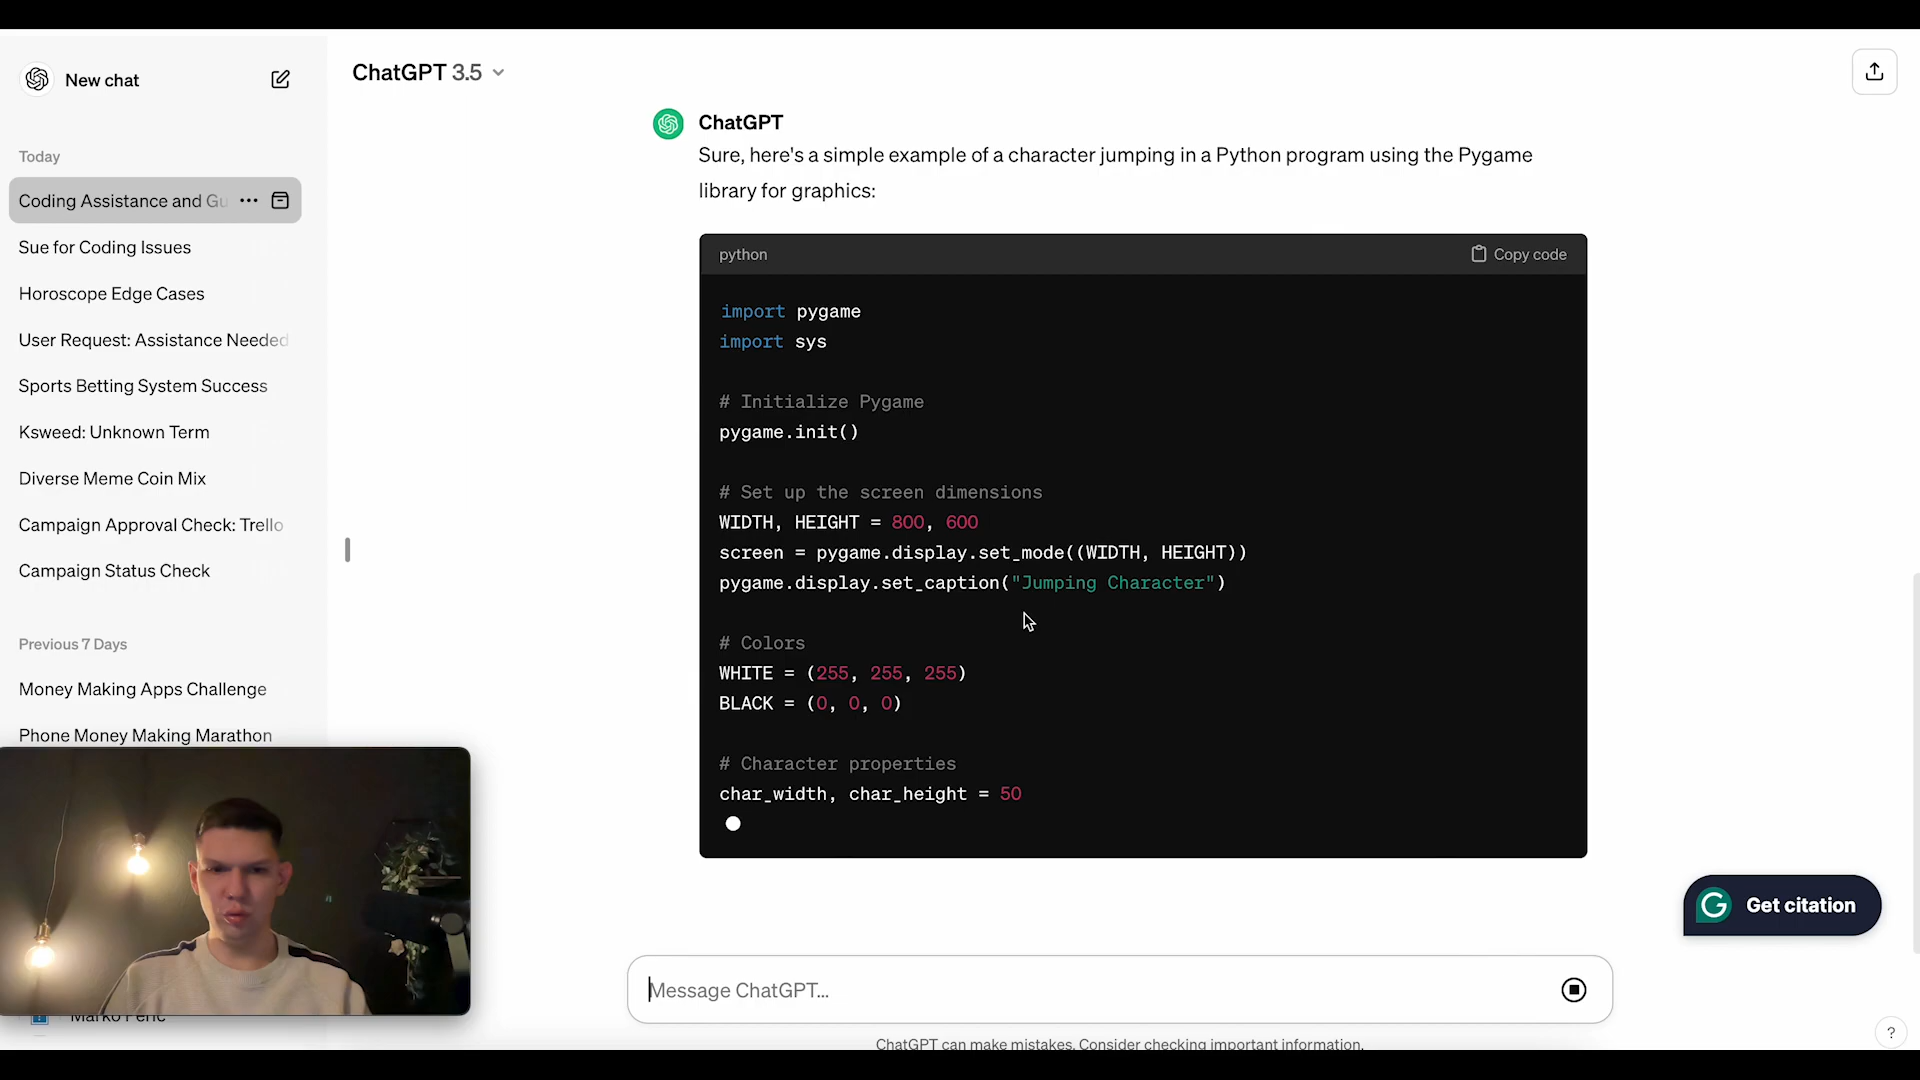 New chat
ChatGPT 3.5
Today
Coding Assistance and Gu
Sue for Coding Issues
Horoscope Edge Cases
User Request: Assistance Needed
Sports Betting System Success
Ksweed: Unknown Term
Diverse Meme Coin Mix
Campaign Approval Check: Trello
Campaign Status Check
Previous 7 Days
Money Making Apps Challenge
Phone Money Making Marathon
Marko Peric
ChatGPT
Sure, here's a simple example of a character jumping in a Python program using the Pygame
library for graphics:
python
Copy code
import pygame
import sys
# Initialize Pygame
pygame.init()
# Set up the screen dimensions
WIDTH, HEIGHT = 800, 600
screen = pygame.display.set_mode((WIDTH, HEIGHT))
pygame.display.set_caption("Jumping Character")
# Colors
WHITE = (255, 255, 255)
BLACK = (0, 0, 0)
# Character properties
char_width, char_height = 50
Get citation
Message ChatGPT...
ChatGPT can make mistakes. Consider checking important information.
?